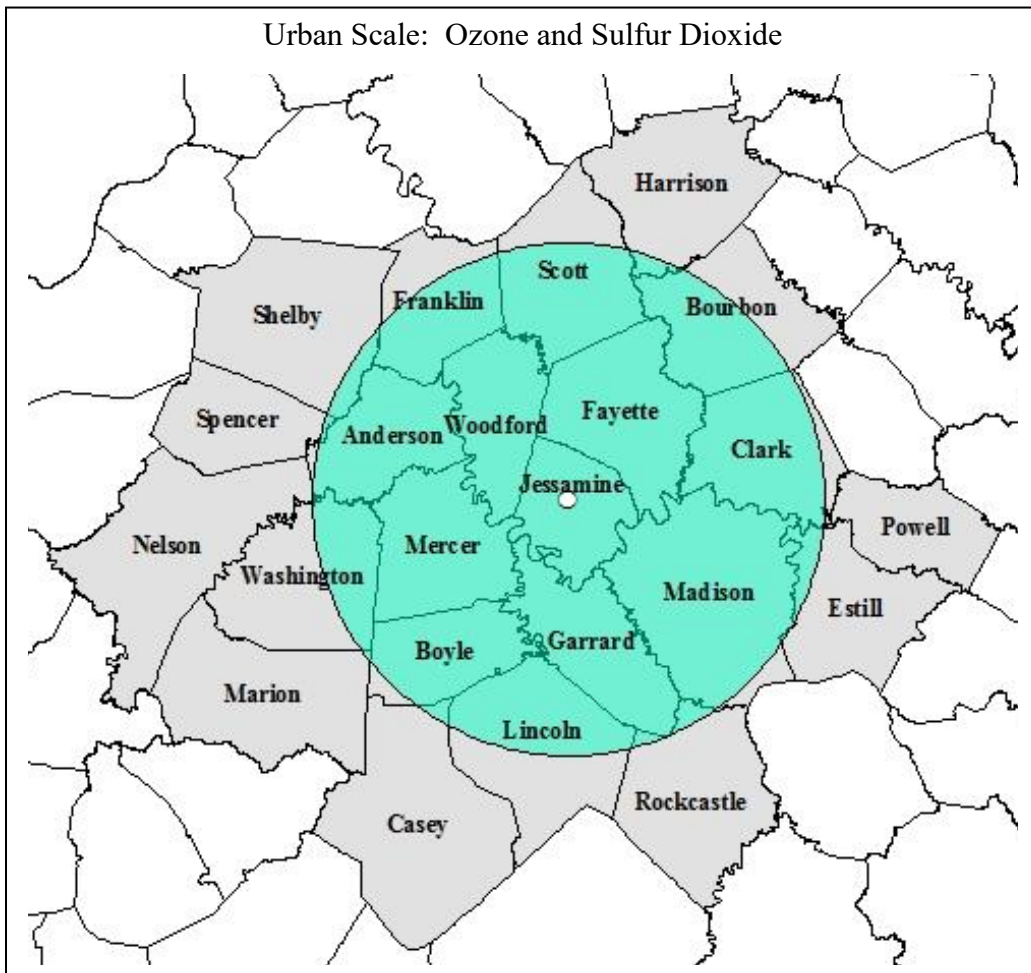 Urban Scale: Ozone and Sulfur Dioxide
Harrison
Scott
Franklin
Bourbon
Shelby
Spencer
Anderson
Woodford
Fayette
Clark
Jessamine
Powell
Nelson
Mercer
Washington
Madison
Estill
Boyle
Garrard
Marion
Lincoln
Rockcastle
Casey